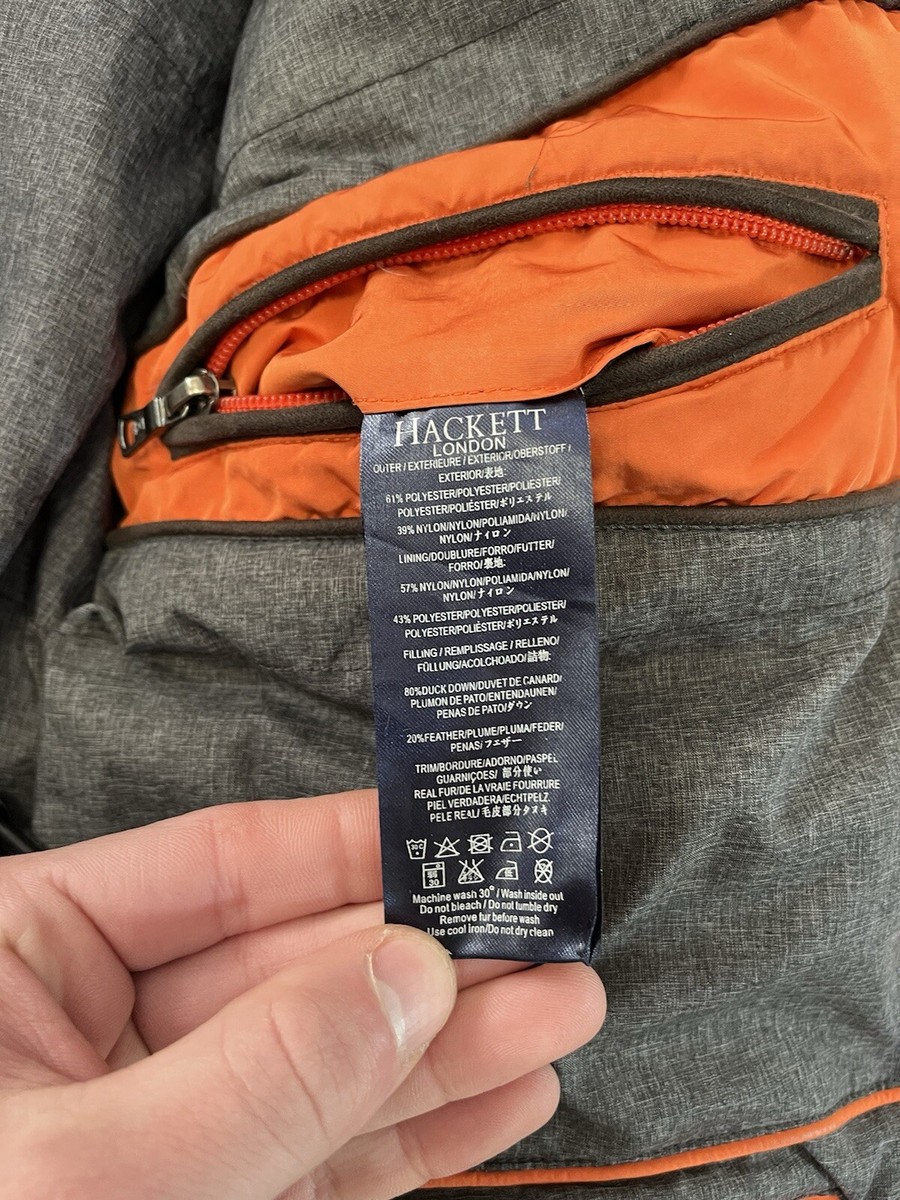 HACKETT
LONDON
OUTER / EXTERIEURE / EXTERIOR/OBERSTOFF /
EXTERIOR/表地:
61% POLYESTER/POLYESTER/POLIESTER/
POLYESTER/POLIÉSTER/ポリエステル
39% NYLON/NYLON/POLIAMIDA/NYLON/
NYLON/ナイロン
LINING/DOUBLURE/FORRO/FUTTER/
FORRO/裏地:
57% NYLON/NYLON/POLIAMIDA/NYLON/
NYLON/ナイロン
43% POLYESTER/POLYESTER/POLIESTER/
POLYESTER/POLIÉSTER/ポリエステル
FILLING / REMPLISSAGE / RELLENO/
FÜLLUNG/ACOLCHOADO/詰物:
80%DUCK DOWN/DUVET DE CANARD/
PLUMON DE PATO/ENTENDAUNEN/
PENAS DE PATO/ダウン
20%FEATHER/PLUME/PLUMA/FEDER/
PENAS/フェザー
TRIM/BORDURE/ADORNO/PASPEL
GUARNIÇOES/ 部分使い
REAL FUR/DE LA VRAIE FOURRURE
PIEL VERDADERA/ECHTPELZ.
PELE REAL/毛皮部分タヌキ
30°C
30
Machine wash 30° / Wash inside out
Do not bleach / Do not tumble dry
Remove fur before wash
Use cool Iron/Do not dry clean